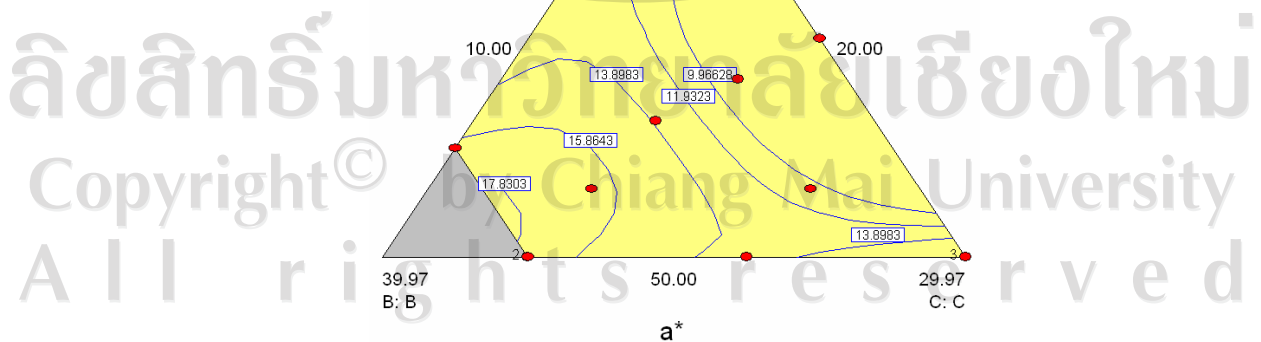 10.00
20.00
ลิขสิทธิ์มหาวิทยาลัยเชียงใหม่
13.8983
9.96628
11.9323
15.8643
Copyright© by Chiang Mai University
17.8303
13.8983
All rights reserved
2
3
39.97
50.00
29.97
B: B
C: C
a*